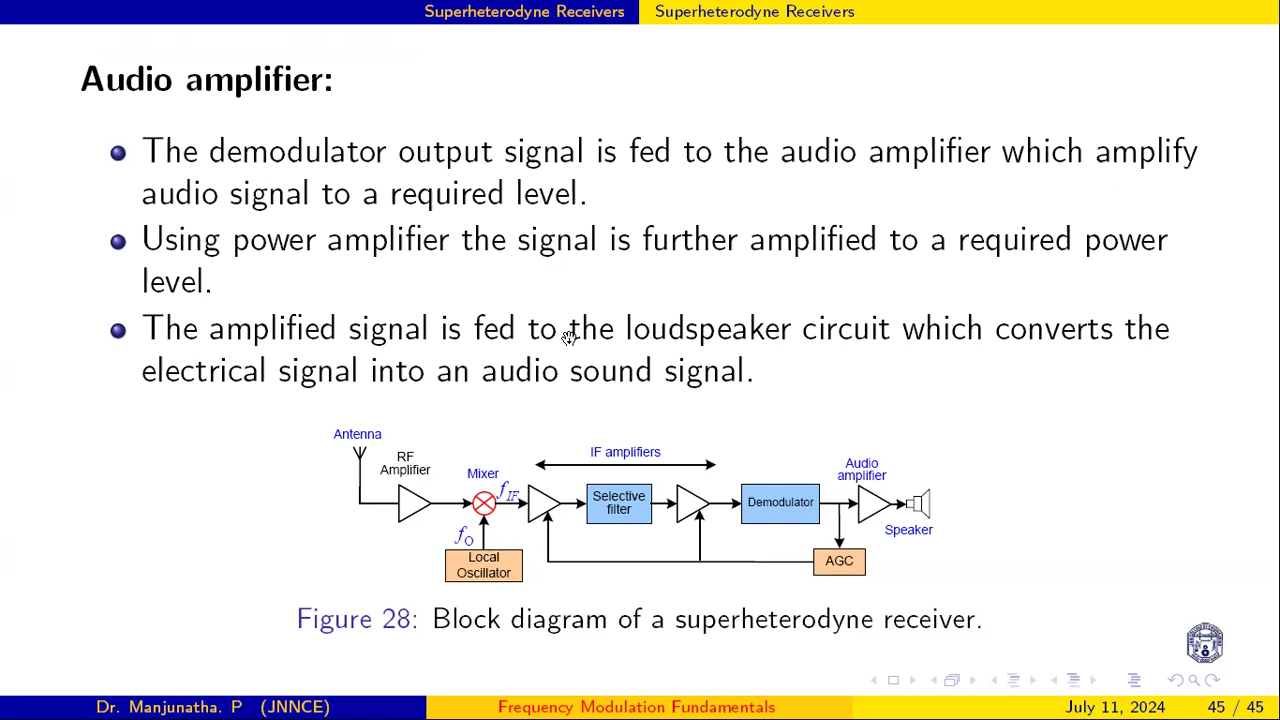 Superheterodyne Receivers Superheterodyne Receivers
Audio amplifier:
The demodulator output signal is fed to the audio amplifier which amplify
audio signal to a required level.
Using power amplifier the signal is further amplified to a required power
level.
The amplified signal is fed to the loudspeaker circuit which converts the
electrical signal into an audio sound signal.
Antenna
RF
Amplifier
Mixer
fIF
IF amplifiers
Selective
filter
Demodulator
Audio
amplifier
Speaker
fO
Local
Oscillator
AGC
Figure 28: Block diagram of a superheterodyne receiver.
Dr. Manjunatha. P (JNNCE) Frequency Modulation Fundamentals July 11, 2024 45 / 45